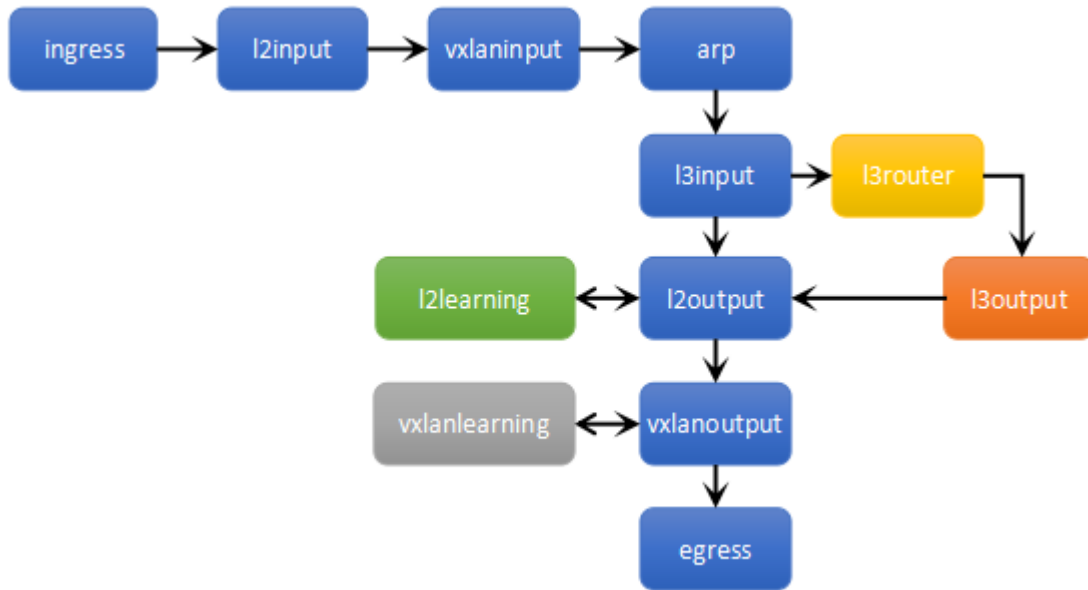 ingress
l2input
vxlaninput
arp
l3input
l3router
l2learning
l2output
l3output
vxlanlearning
vxlanoutput
egress